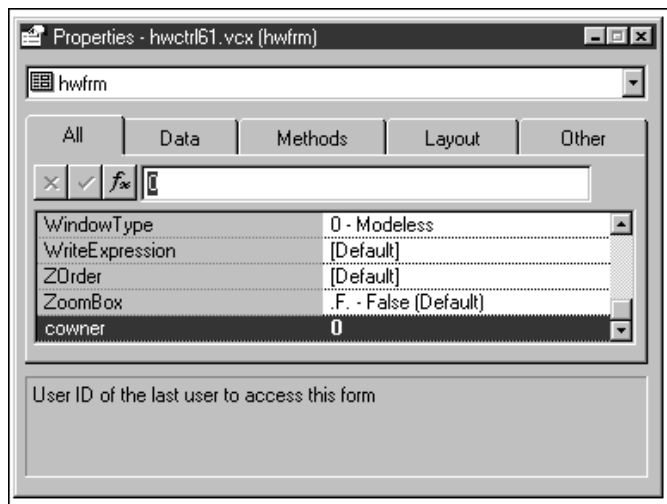 Properties - hwctrl61.vcx (hwfrm)
hwfrm
All Data Methods Layout Other
fx 0
WindowType 0 - Modeless
WriteExpression [Default]
ZOrder [Default]
ZoomBox .F. - False (Default)
cowner 0
User ID of the last user to access this form